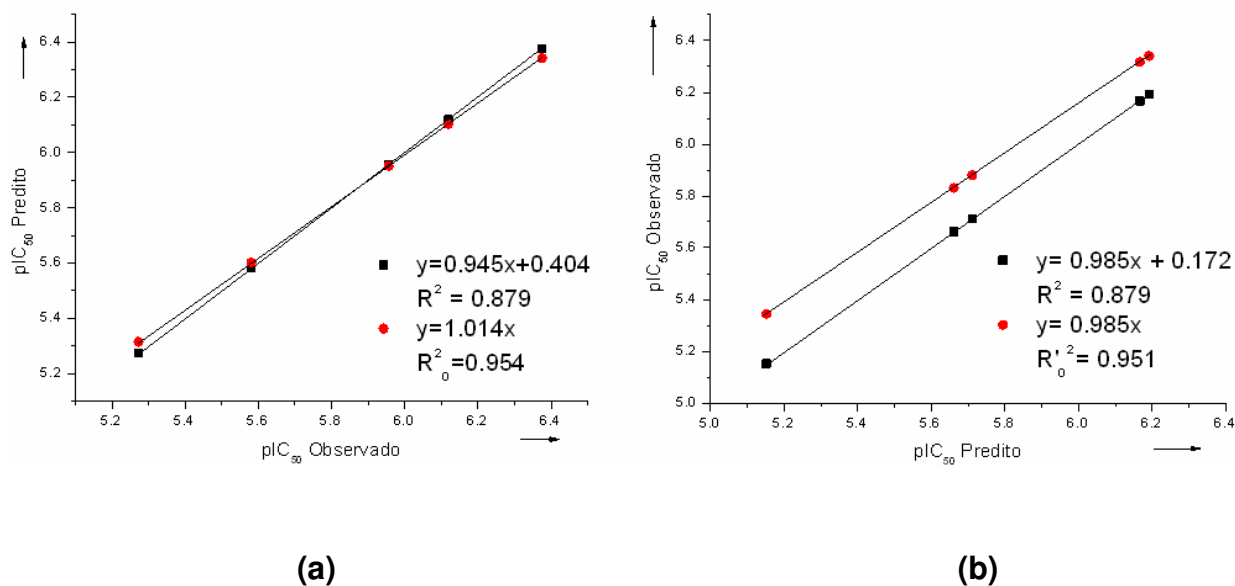 6.4
6.2
6.0
5.8
5.6
5.4
5.2
pIC50 Predito
5.2 5.4 5.6 5.8 6.0 6.2 6.4
pIC50 Observado
y=0.945x+0.404
R2 = 0.879
y=1.014x
R2 0=0.954
(a)
6.4
6.2
6.0
5.8
5.6
5.4
5.2
5.0
pIC50 Observado
5.0 5.2 5.4 5.6 5.8 6.0 6.2 6.4
pIC50 Predito
y= 0.985x + 0.172
R2 = 0.879
y= 0.985x
R'0 2 = 0.951
(b)